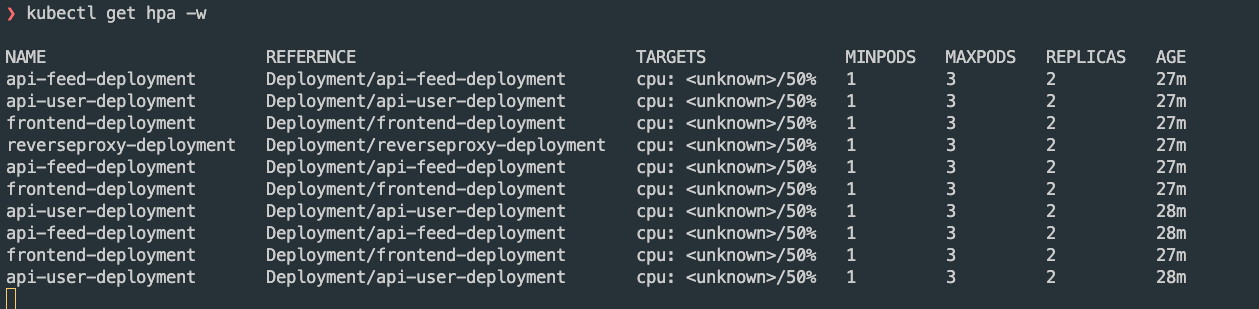 ❯ kubectl get hpa -w
NAME REFERENCE TARGETS MINPODS MAXPODS REPLICAS AGE
api-feed-deployment Deployment/api-feed-deployment cpu: <unknown>/50% 1 3 2 27m
api-user-deployment Deployment/api-user-deployment cpu: <unknown>/50% 1 3 2 27m
frontend-deployment Deployment/frontend-deployment cpu: <unknown>/50% 1 3 2 27m
reverseproxy-deployment Deployment/reverseproxy-deployment cpu: <unknown>/50% 1 3 2 27m
api-feed-deployment Deployment/api-feed-deployment cpu: <unknown>/50% 1 3 2 27m
frontend-deployment Deployment/frontend-deployment cpu: <unknown>/50% 1 3 2 27m
api-user-deployment Deployment/api-user-deployment cpu: <unknown>/50% 1 3 2 28m
api-feed-deployment Deployment/api-feed-deployment cpu: <unknown>/50% 1 3 2 28m
frontend-deployment Deployment/frontend-deployment cpu: <unknown>/50% 1 3 2 27m
api-user-deployment Deployment/api-user-deployment cpu: <unknown>/50% 1 3 2 28m